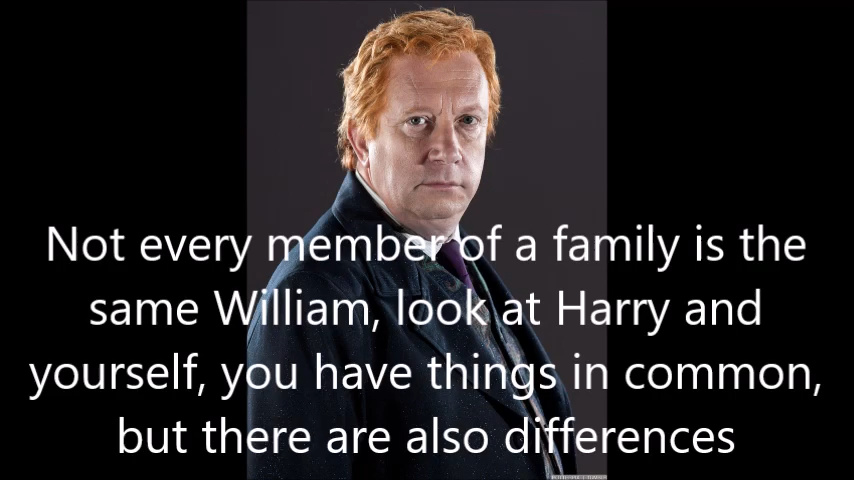 Not every member of a family is the
same William, look at Harry and
yourself, you have things in common,
but there are also differences